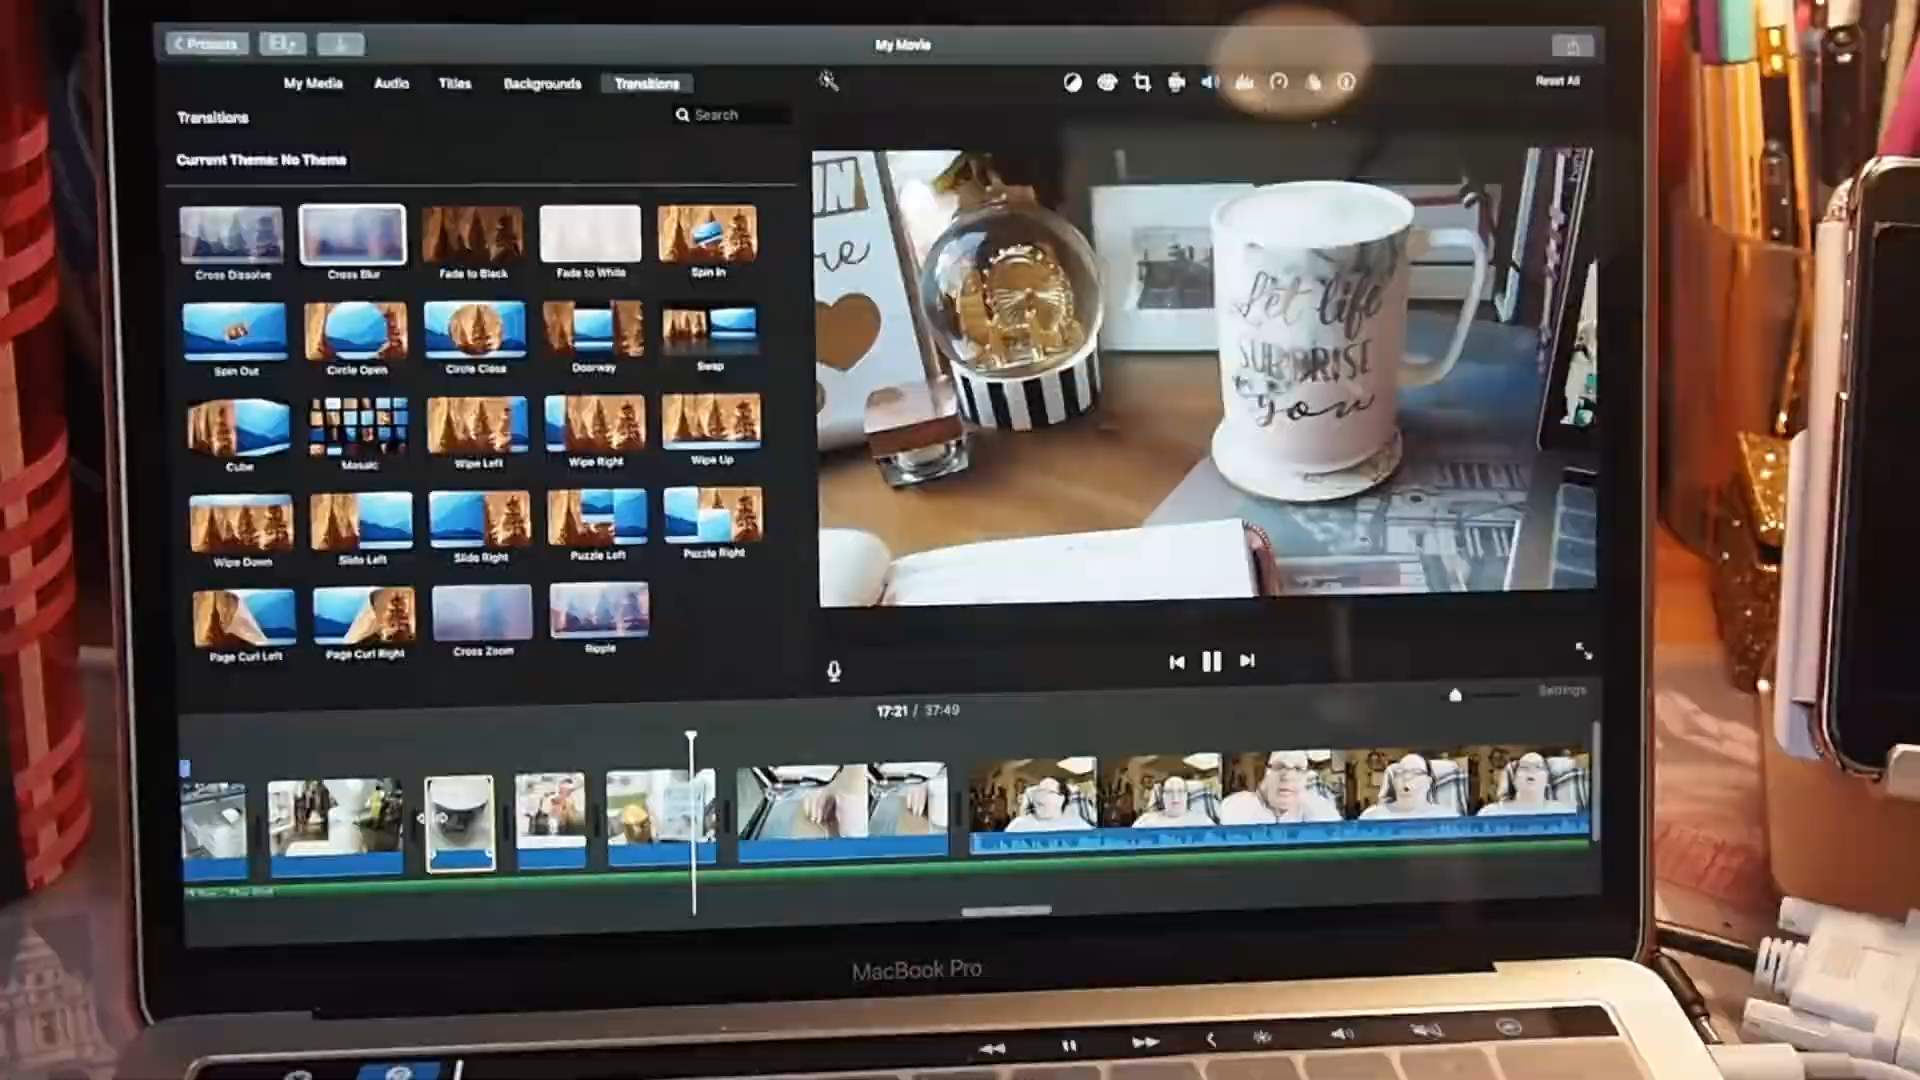 Projects
My Movie
My Media
Audio
Titles
Backgrounds
Transitions
Reset All
Transitions
Search
Current Theme: No Theme
Cross Dissolve
Cross Blur
Fade to Black
Fade to White
Spin In
Spin Out
Circle Open
Circle Close
Doorway
Swap
Cube
Mosaic
Wipe Left
Wipe Right
Wipe Up
Wipe Down
Slide Left
Slide Right
Puzzle Left
Puzzle Right
Page Curl Left
Page Curl Right
Cross Zoom
Ripple
Let life
SURPRISE
you
17:21 / 37:49
Settings
MacBook Pro